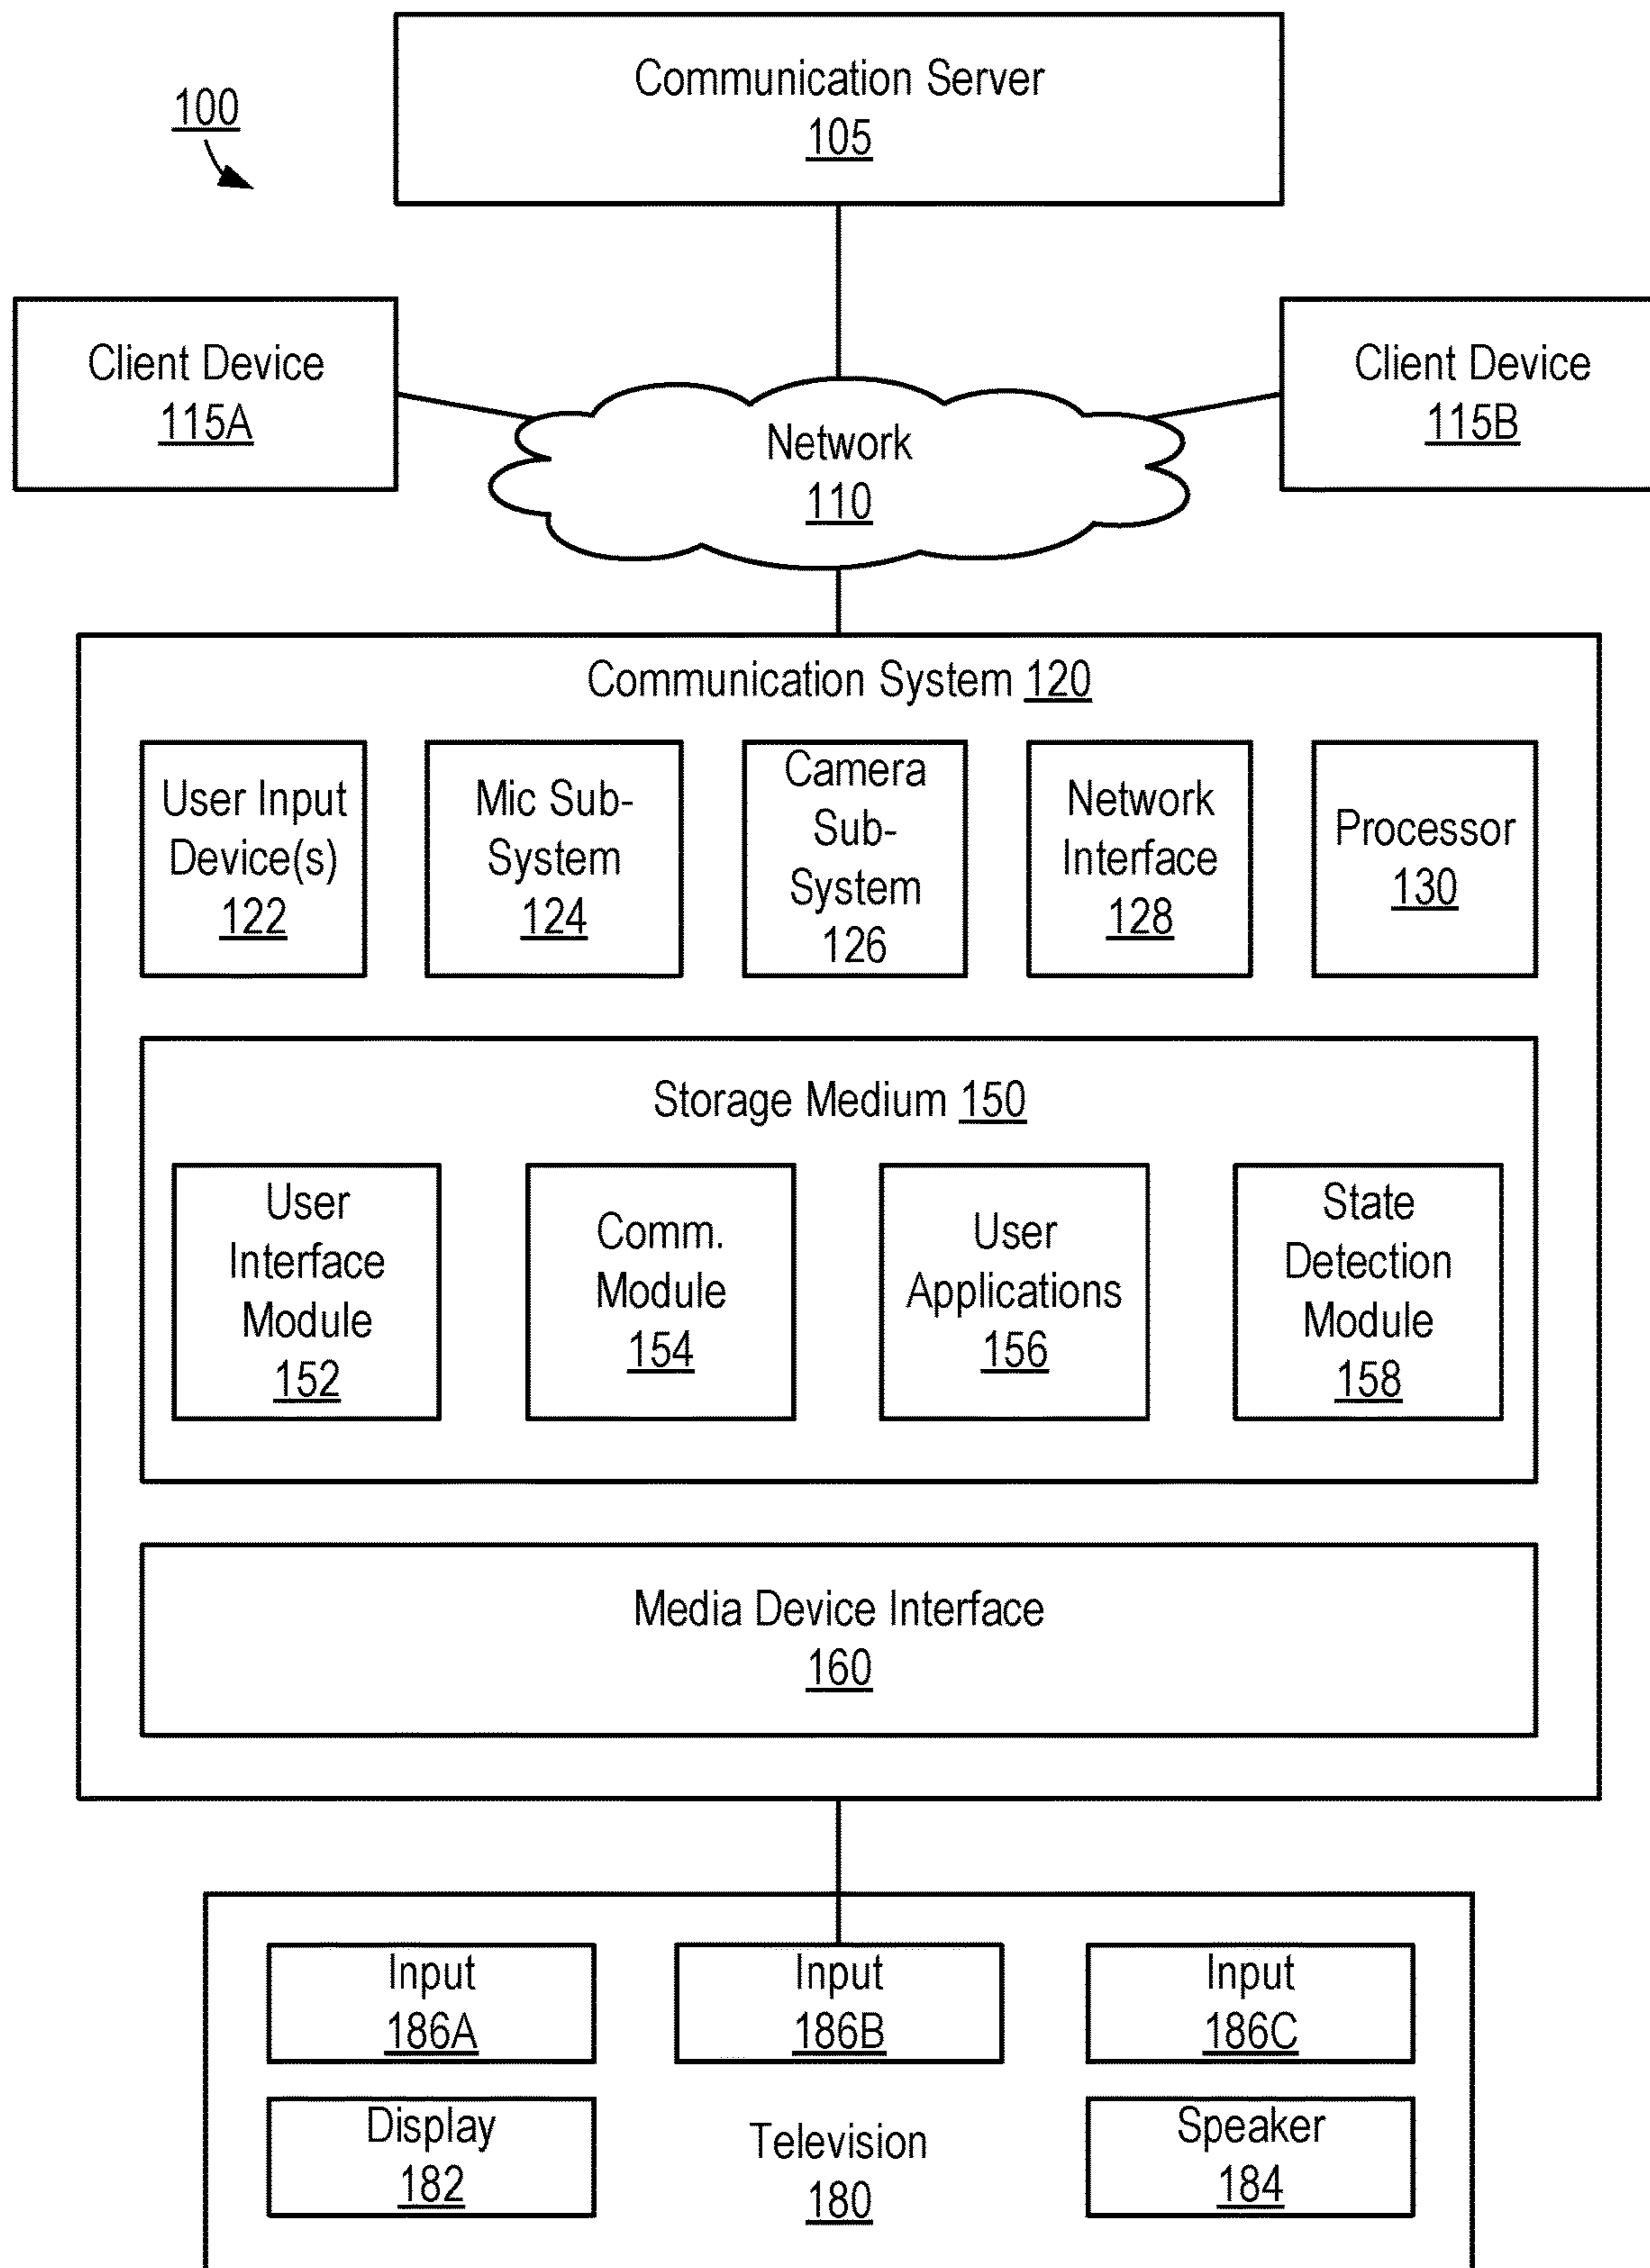 Communication Server
105
100
Client Device
115A
Client Device
115B
Network
110
Communication System 120
User Input
Device(s)
122
Mic Sub-
System
124
Camera
Sub-
System
126
Network
Interface
128
Processor
130
Storage Medium 150
User
Interface
Module
152
Comm.
Module
154
User
Applications
156
State
Detection
Module
158
Media Device Interface
160
Input
186A
Input
186B
Input
186C
Display
182
Television
180
Speaker
184